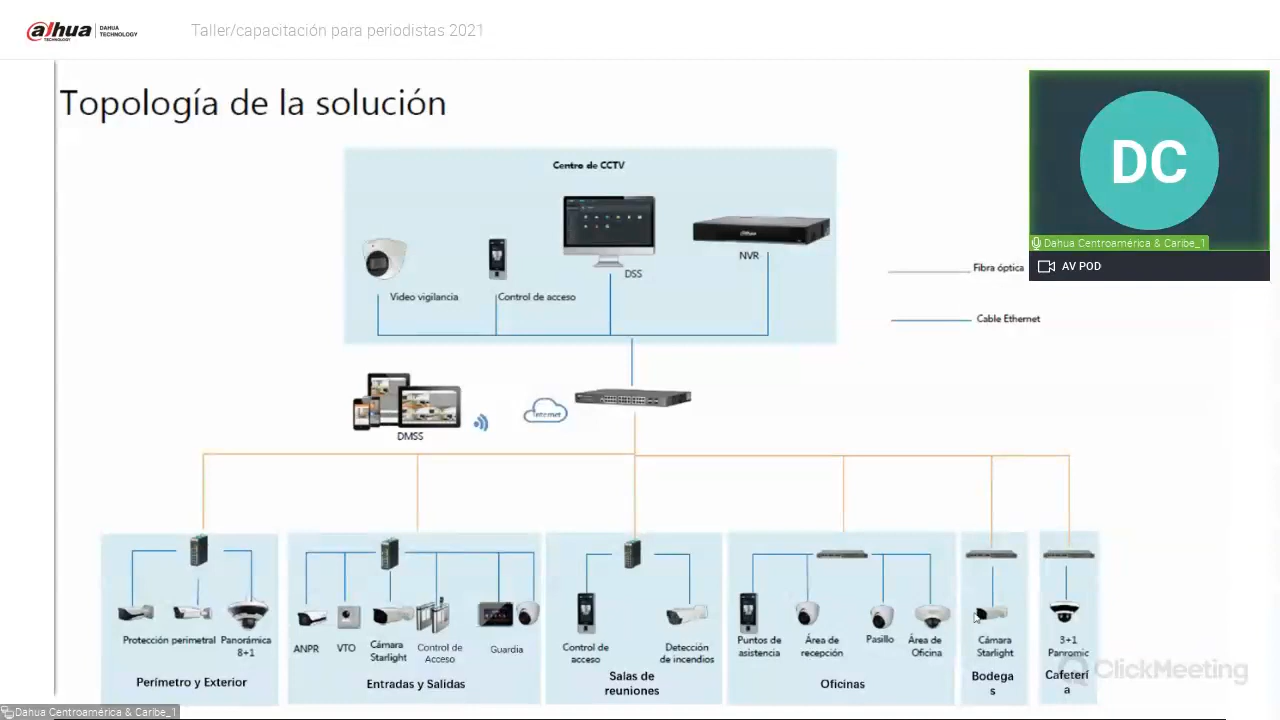 alhua
TECHNOLOGY
DAHUA
TECHNOLOGY
Taller/capacitación para periodistas 2021
Topología de la solución
DC
Dahua Centroamérica & Caribe_1
AV POD
Centro de CCTV
DSS
NVR
Video vigilancia
Control de acceso
Fibra óptica
Cable Ethernet
Internet
DMSS
Protección perimetral
Panorámica
8+1
Perímetro y Exterior
ANPR
VTO
Cámara
Starlight
Control de
Acceso
Guardia
Entradas y Salidas
Control de
acceso
Detección
de incendios
Salas de
reuniones
Puntos de
asistencia
Área de
recepción
Pasillo
Área de
Oficina
Oficinas
Cámara
Starlight
Bodega
s
3+1
Panromic
Cafeterí
a
ClickMeeting
Dahua Centroamérica & Caribe_1